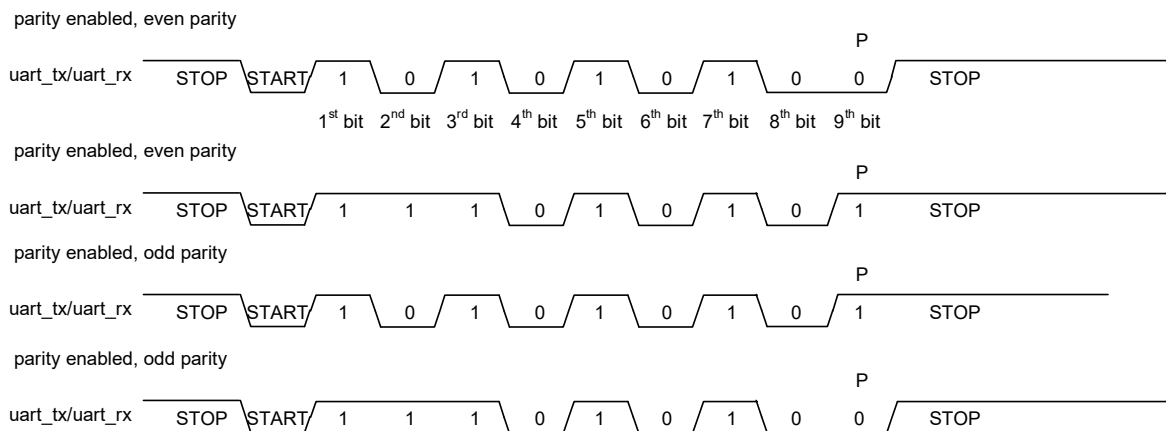 parity enabled, even parity
P
uart_tx/uart_rx STOP START 1 0 1 0 1 0 1 0 0 STOP
1st bit 2nd bit 3rd bit 4th bit 5th bit 6th bit 7th bit 8th bit 9th bit
parity enabled, even parity
P
uart_tx/uart_rx STOP START 1 1 1 0 1 0 1 0 1 STOP
parity enabled, odd parity
P
uart_tx/uart_rx STOP START 1 0 1 0 1 0 1 0 1 STOP
parity enabled, odd parity
P
uart_tx/uart_rx STOP START 1 1 1 0 1 0 1 0 0 STOP